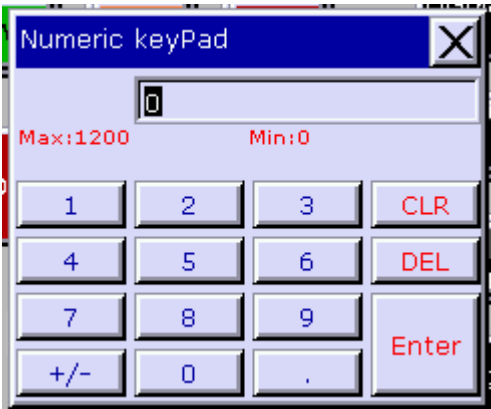 Numeric keyPad X
0
Max:1200 Min:0
1 2 3 CLR
4 5 6 DEL
7 8 9 Enter
+/- 0 .